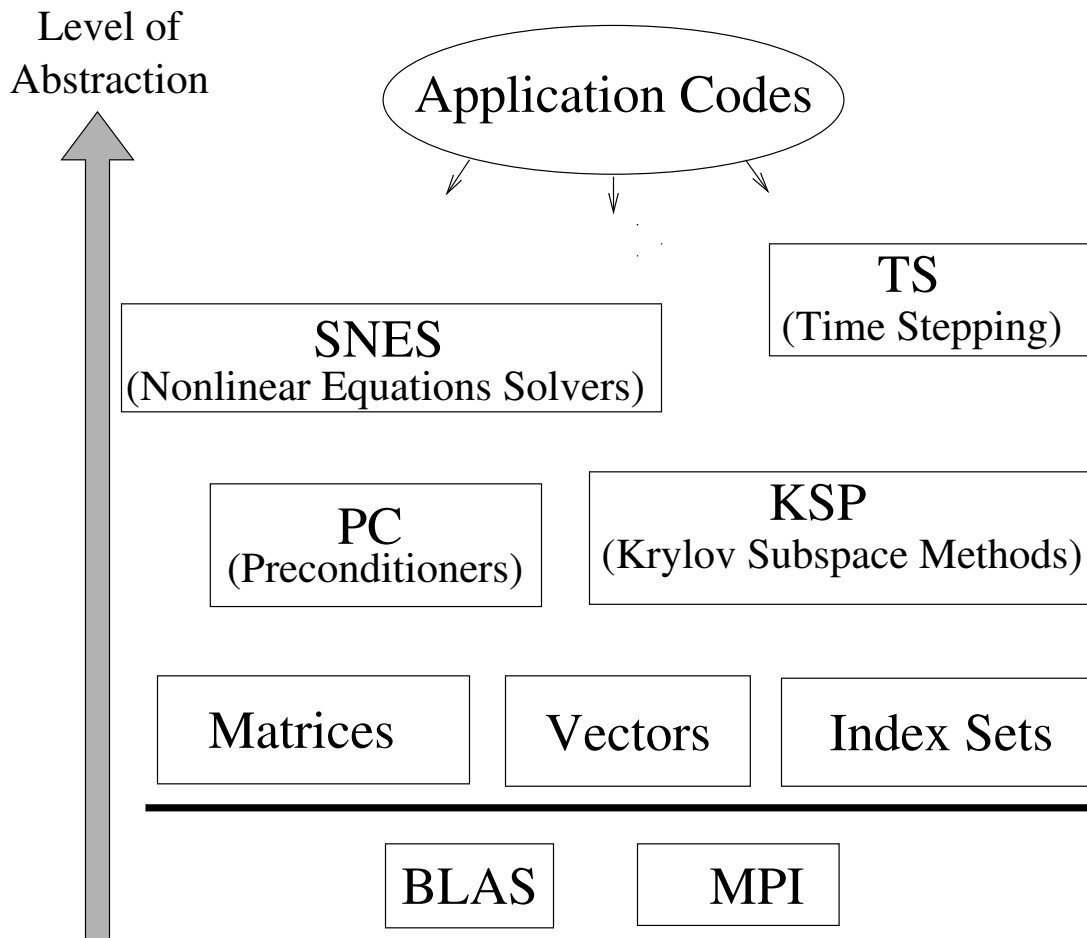 Level of
Abstraction
Application Codes
TS
(Time Stepping)
SNES
(Nonlinear Equations Solvers)
PC
(Preconditioners)
KSP
(Krylov Subspace Methods)
Matrices
Vectors
Index Sets
BLAS
MPI